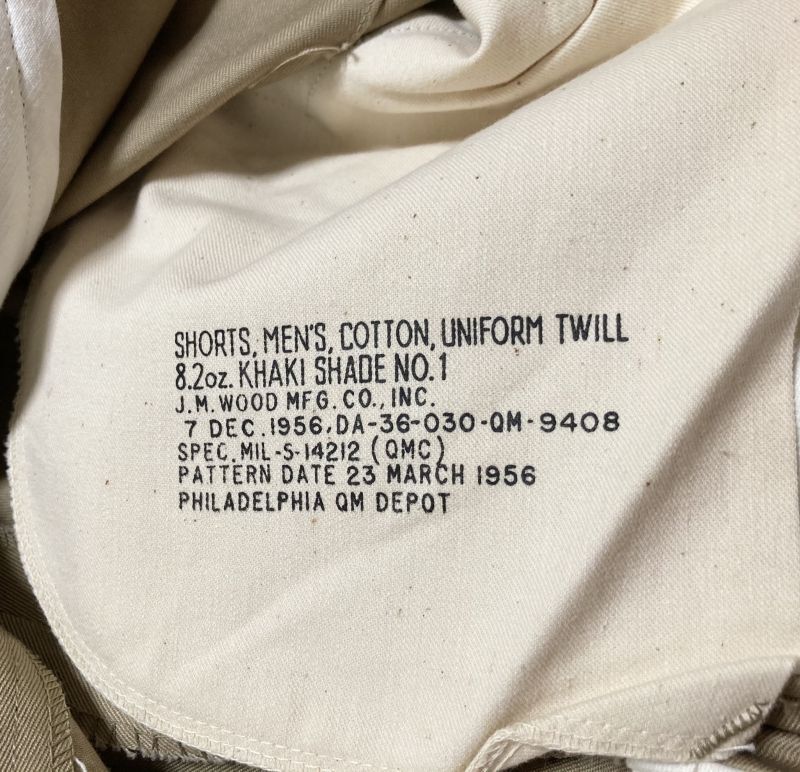 SHORTS, MEN'S, COTTON, UNIFORM TWILL
8.2oz. KHAKI SHADE NO.1
J.M. WOOD MFG. CO., INC.
7 DEC. 1956, DA-36-030-QM-9408
SPEC. MIL-S-14212 (QMC)
PATTERN DATE 23 MARCH 1956
PHILADELPHIA QM DEPOT